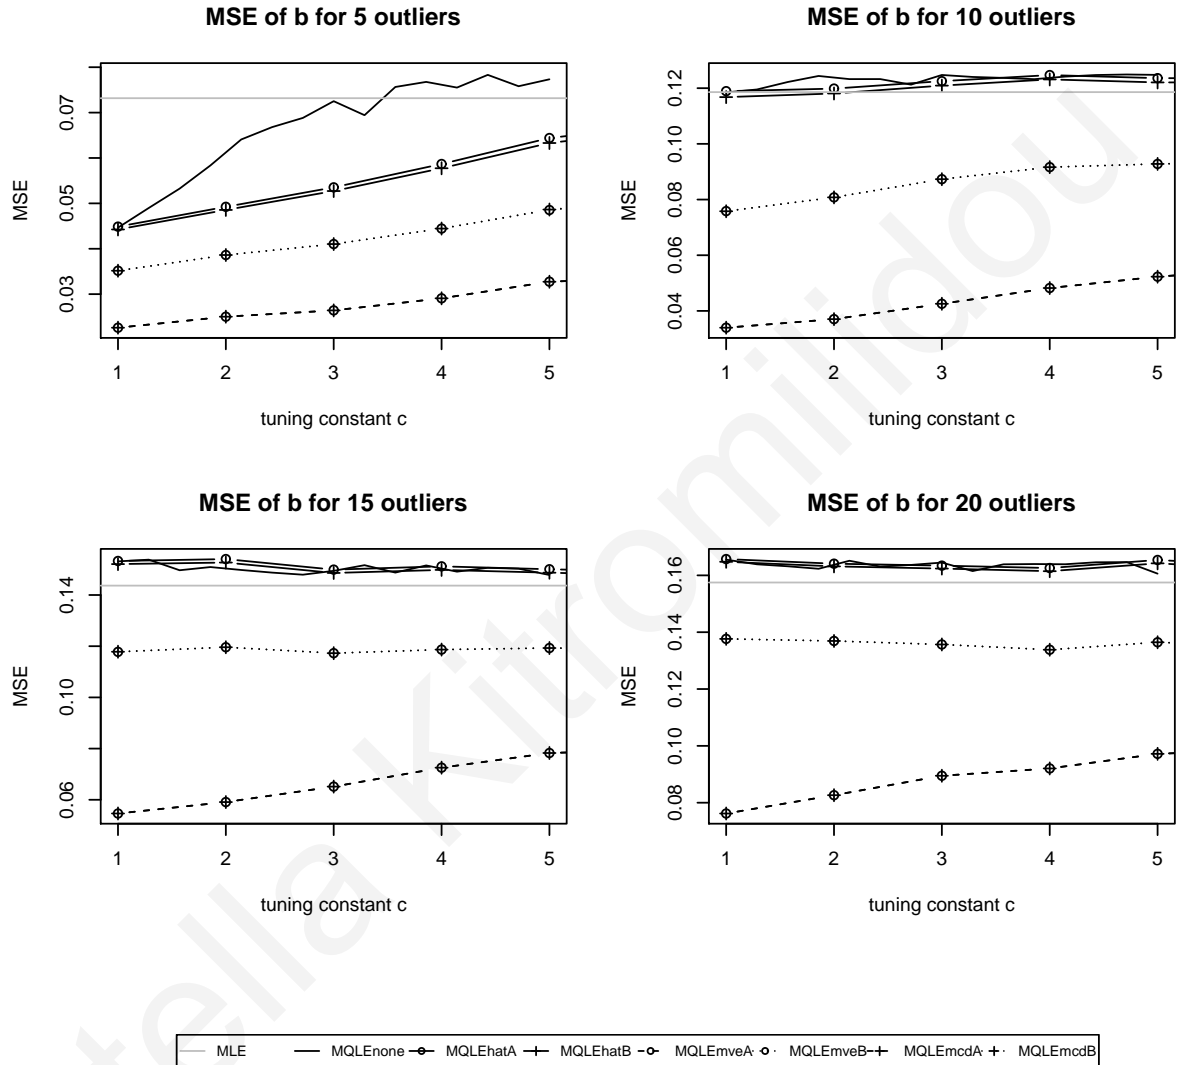 MSE of b for 5 outliers
MSE
0.03 0.05 0.07
1 2 3 4 5
tuning constant c
MSE of b for 10 outliers
MSE
0.04 0.06 0.08 0.10 0.12
1 2 3 4 5
tuning constant c
MSE of b for 15 outliers
MSE
0.06 0.10 0.14
1 2 3 4 5
tuning constant c
MSE of b for 20 outliers
MSE
0.08 0.10 0.12 0.14 0.16
1 2 3 4 5
tuning constant c
MLE MQLEnone MQLEhatA MQLEhatB MQLEmveA MQLEmveB MQLEmcdA MQLEmcdB
tella Kitromilidou